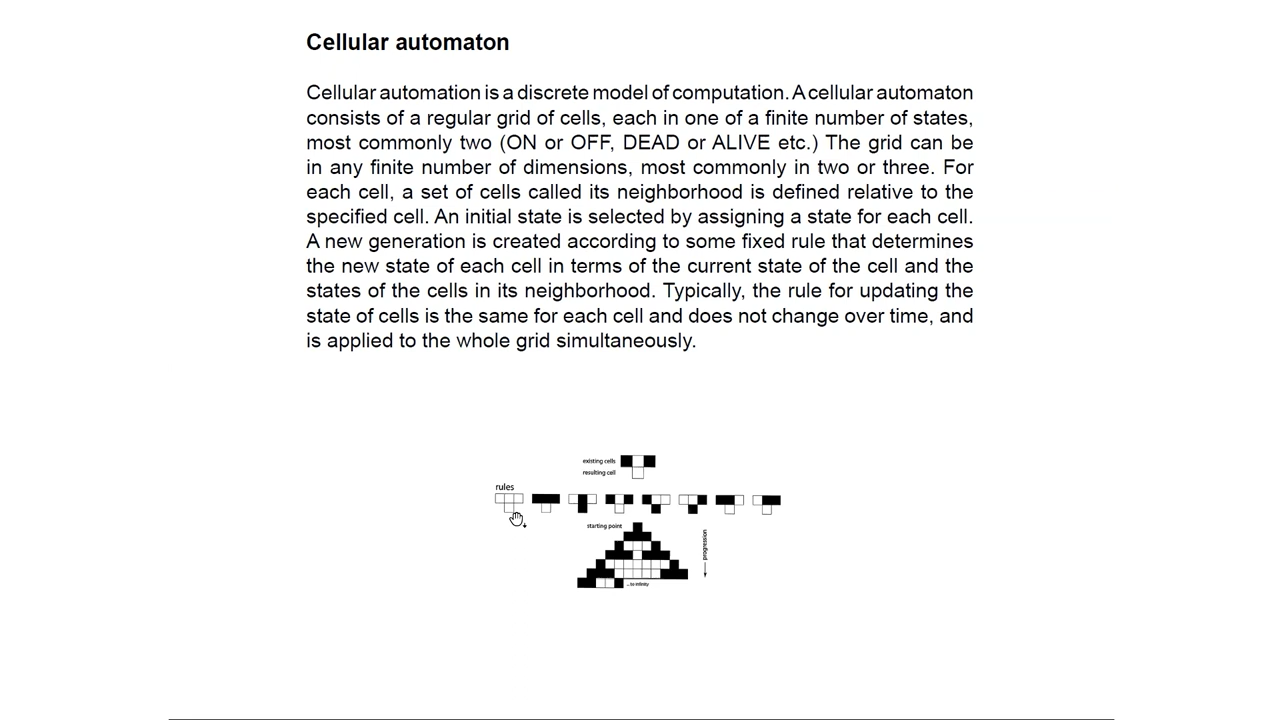 Cellular automaton
Cellular automation is a discrete model of computation. A cellular automaton
consists of a regular grid of cells, each in one of a finite number of states,
most commonly two (ON or OFF, DEAD or ALIVE etc.) The grid can be
in any finite number of dimensions, most commonly in two or three. For
each cell, a set of cells called its neighborhood is defined relative to the
specified cell. An initial state is selected by assigning a state for each cell.
A new generation is created according to some fixed rule that determines
the new state of each cell in terms of the current state of the cell and the
states of the cells in its neighborhood. Typically, the rule for updating the
state of cells is the same for each cell and does not change over time, and
is applied to the whole grid simultaneously.
existing cells
resulting cell
rules
starting point
progression
...to infinity